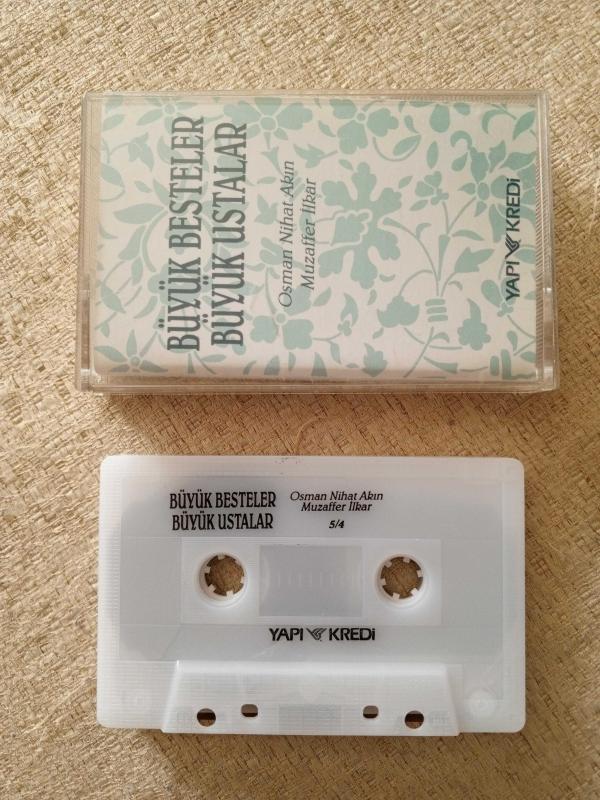 BÜYÜK BESTELER
BÜYÜK USTALAR
Osman Nihat Akın
Muzaffer İlkar
YAPI KREDİ
BÜYÜK BESTELER
BÜYÜK USTALAR
Osman Nihat Akın
Muzaffer İlkar
5/4
YAPI KREDİ